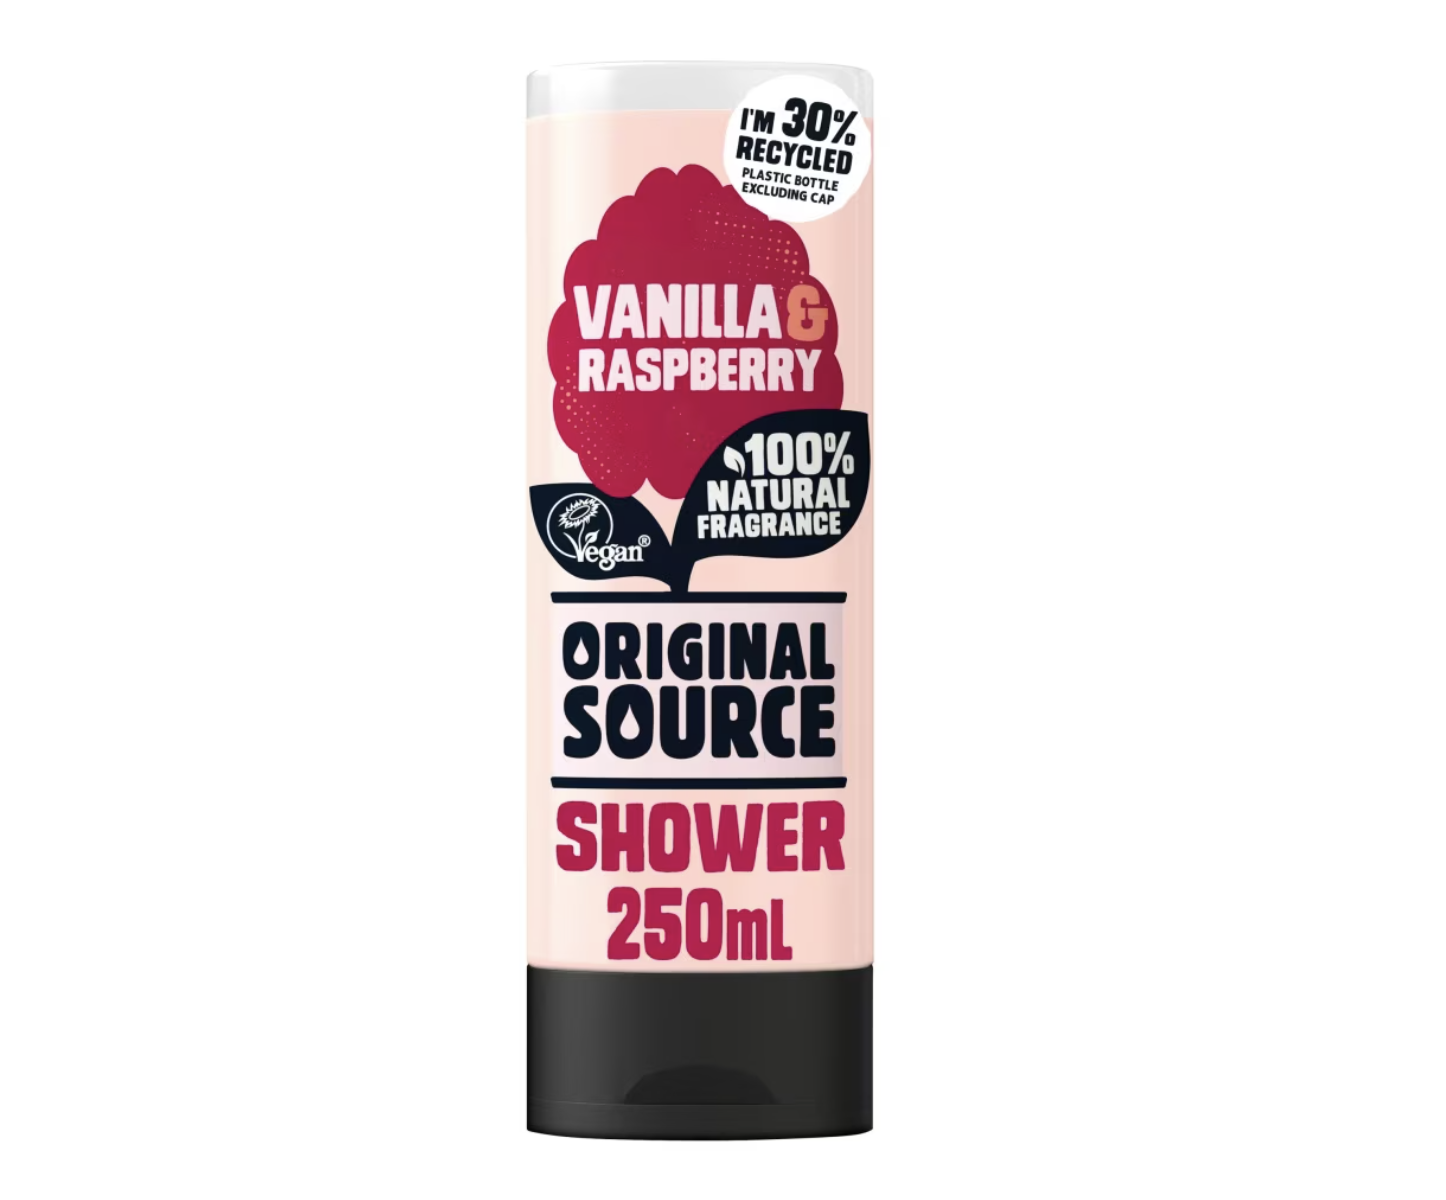 I'M 30%
RECYCLED
PLASTIC BOTTLE
EXCLUDING CAP
VANILLA &
RASPBERRY
100%
NATURAL
FRAGRANCE
Vegan®
ORIGINAL
SOURCE
SHOWER
250mL